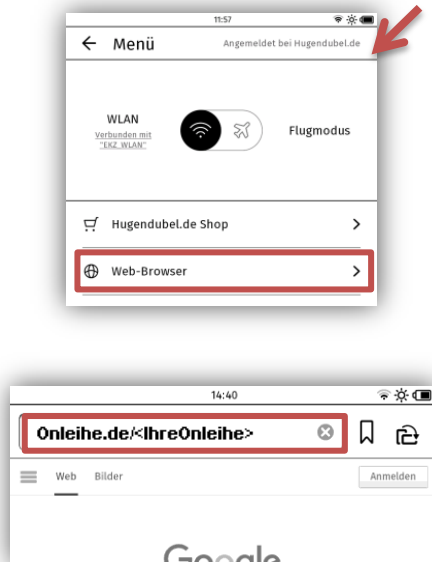 11:57
Menü
Angemeldet bei Hugendubel.de
WLAN
Verbunden mit
"EKZ_WLAN"
Flugmodus
Hugendubel.de Shop
Web-Browser
14:40
Onleihe.de/<IhreOnleihe>
Web Bilder Anmelden
Google